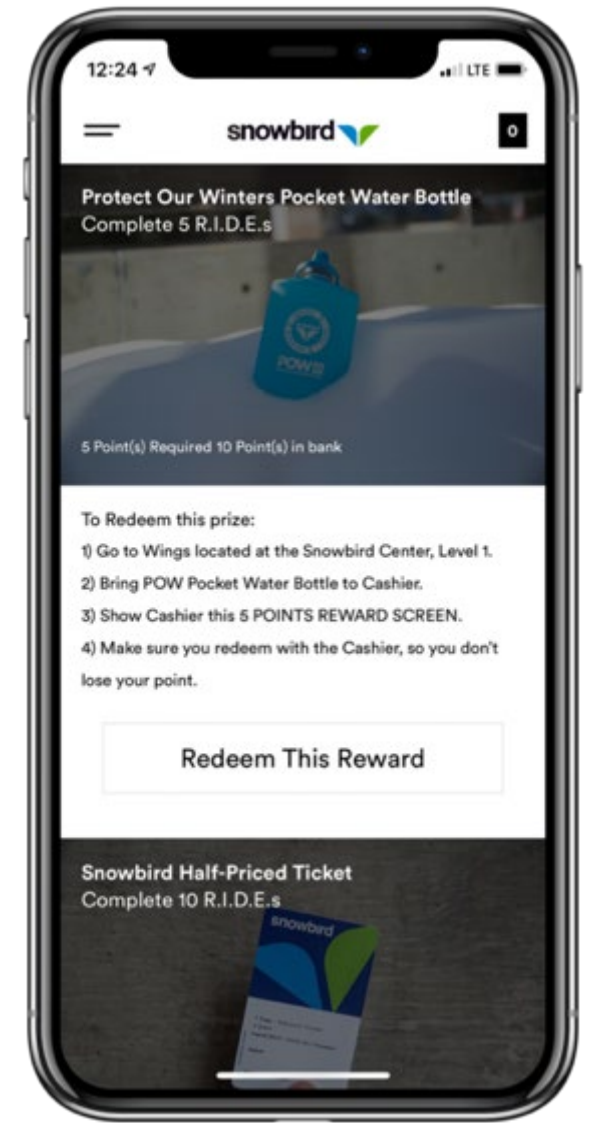 12:24
LTE
snowbird
0
Protect Our Winters Pocket Water Bottle
Complete 5 R.I.D.E.s
POW
5 Point(s) Required 10 Point(s) in bank
To Redeem this prize:
1) Go to Wings located at the Snowbird Center, Level 1.
2) Bring POW Pocket Water Bottle to Cashier.
3) Show Cashier this 5 POINTS REWARD SCREEN.
4) Make sure you redeem with the Cashier, so you don't
lose your point.
Redeem This Reward
Snowbird Half-Priced Ticket
Complete 10 R.I.D.E.s
snowbird